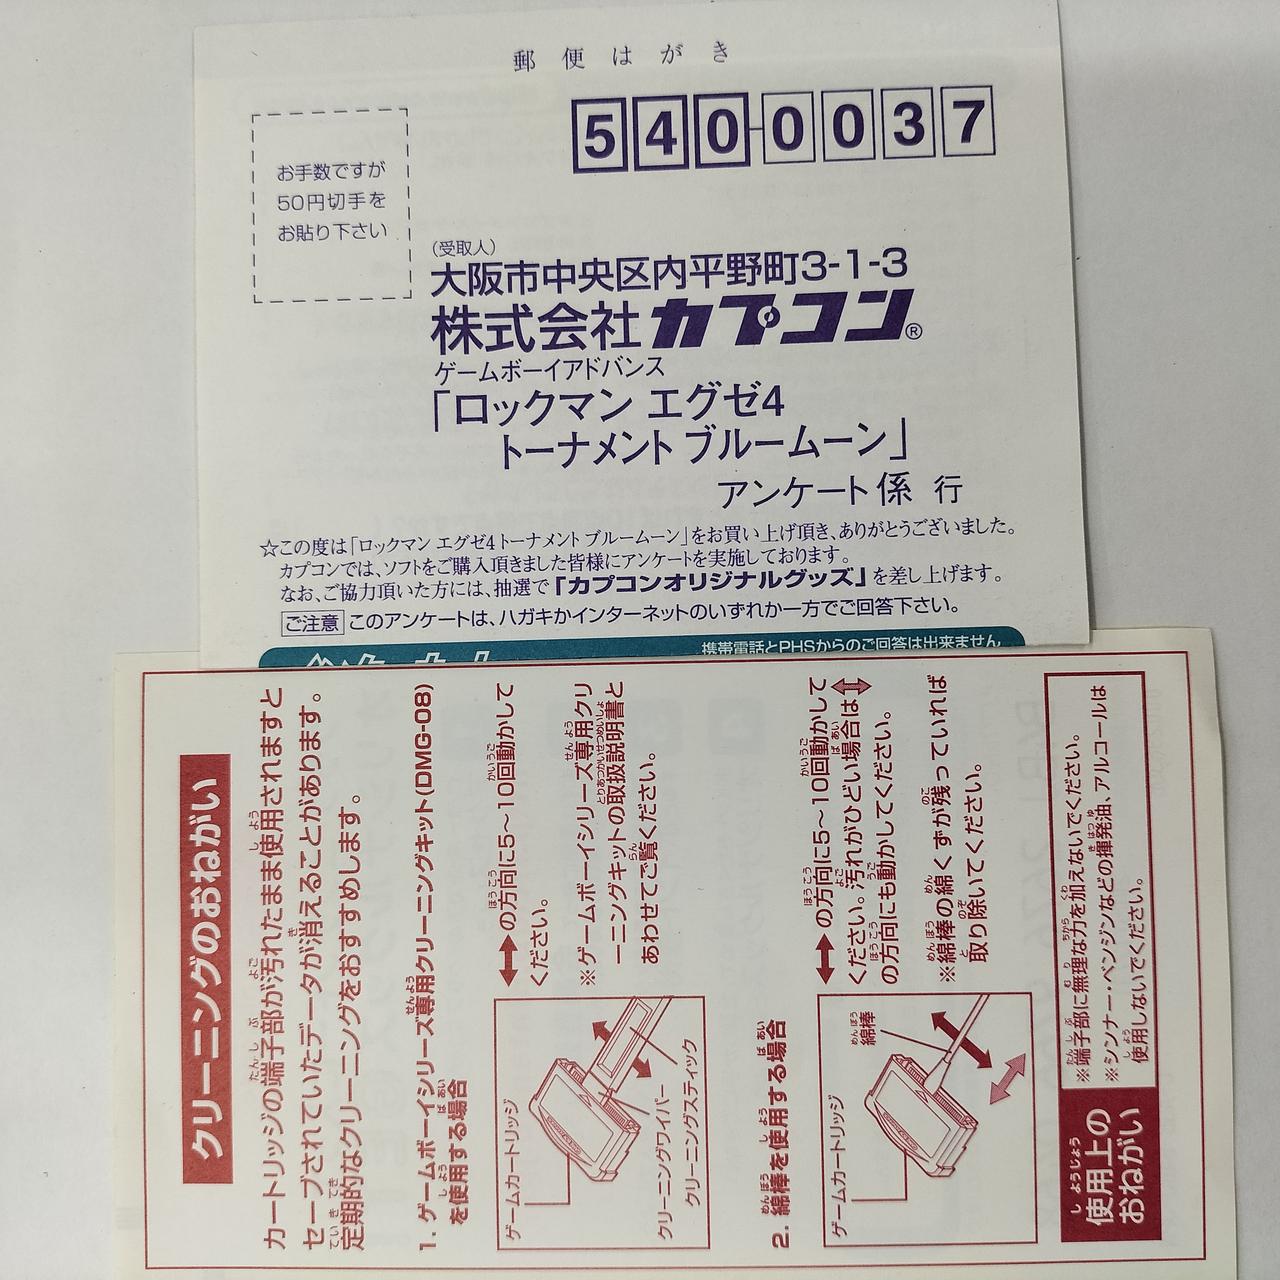 郵便はがき
540-0037
お手数ですが
50円切手を
お貼り下さい
(受取人)
大阪市中央区内平野町3-1-3
株式会社カプコン®
ゲームボーイアドバンス
「ロックマン エグゼ4
トーナメント ブルームーン」
アンケート係 行
☆この度は「ロックマン エグゼ4 トーナメント ブルームーン」をお買い上げ頂き、ありがとうございました。
カプコンでは、ソフトをご購入頂きました皆様にアンケートを実施しております。
なお、ご協力頂いた方には、抽選で「カプコンオリジナルグッズ」を差し上げます。
ご注意 このアンケートは、ハガキかインターネットのいずれか一方でご回答下さい。
携帯電話とPHSからのご回答は出来ません
クリーニングのおねがい
カートリッジの端子部が汚れたまま使用されますと
セーブされていたデータが消えることがあります。
定期的なクリーニングをおすすめします。
1. ゲームボーイシリーズ専用クリーニングキット(DMG-08)
を使用する場合
ゲームカートリッジ
クリーニングワイパー
クリーニングスティック
↔の方向に5〜10回動かして
ください。
※ゲームボーイシリーズ専用クリ
ーニングキットの取扱説明書と
あわせてご覧ください。
2. 綿棒を使用する場合
ゲームカートリッジ
綿棒
↔の方向に5〜10回動かして
ください。汚れがひどい場合は⇕
の方向にも動かしてください。
※綿棒の綿くずが残っていれば
取り除いてください。
使用上の
おねがい
※端子部に無理な力を加えないでください。
※シンナー・ベンジンなどの揮発油、アルコールは
使用しないでください。